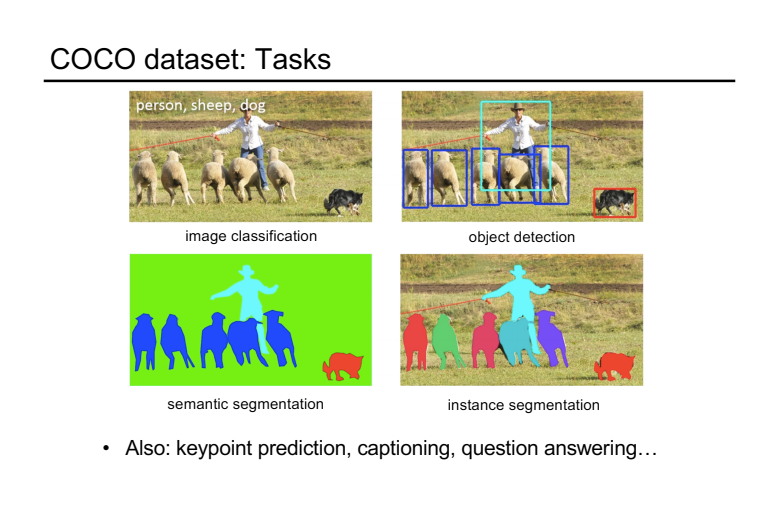 COCO dataset: Tasks
person, sheep, dog
image classification
object detection
semantic segmentation
instance segmentation
• Also: keypoint prediction, captioning, question answering…